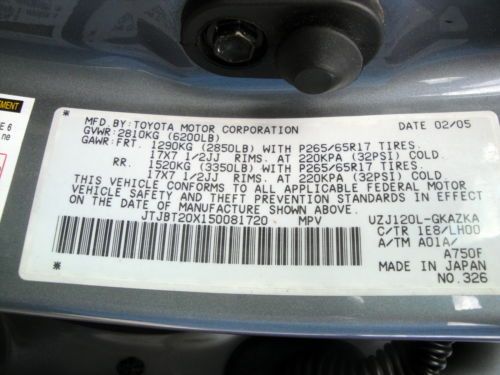 EMENT
E 6
MFD. BY: TOYOTA MOTOR CORPORATION DATE 02/05
GVWR: 2810KG (6200LB)
GAWR: FRT. 1290KG (2850LB) WITH P265/65R17 TIRES.
17X7 1/2JJ RIMS. AT 220KPA (32PSI) COLD.
RR. 1520KG (3350LB) WITH P265/65R17 TIRES.
17X7 1/2JJ RIMS. AT 220KPA (32PSI) COLD.
THIS VEHICLE CONFORMS TO ALL APPLICABLE FEDERAL MOTOR
VEHICLE SAFETY AND THEFT PREVENTION STANDARDS IN EFFECT
ON THE DATE OF MANUFACTURE SHOWN ABOVE.
JTJBT20X150081720 MPV UZJ120L-GKAZKA
C/TR 1E8/LH00
A/TM A01A/
A750F
MADE IN JAPAN
NO.326